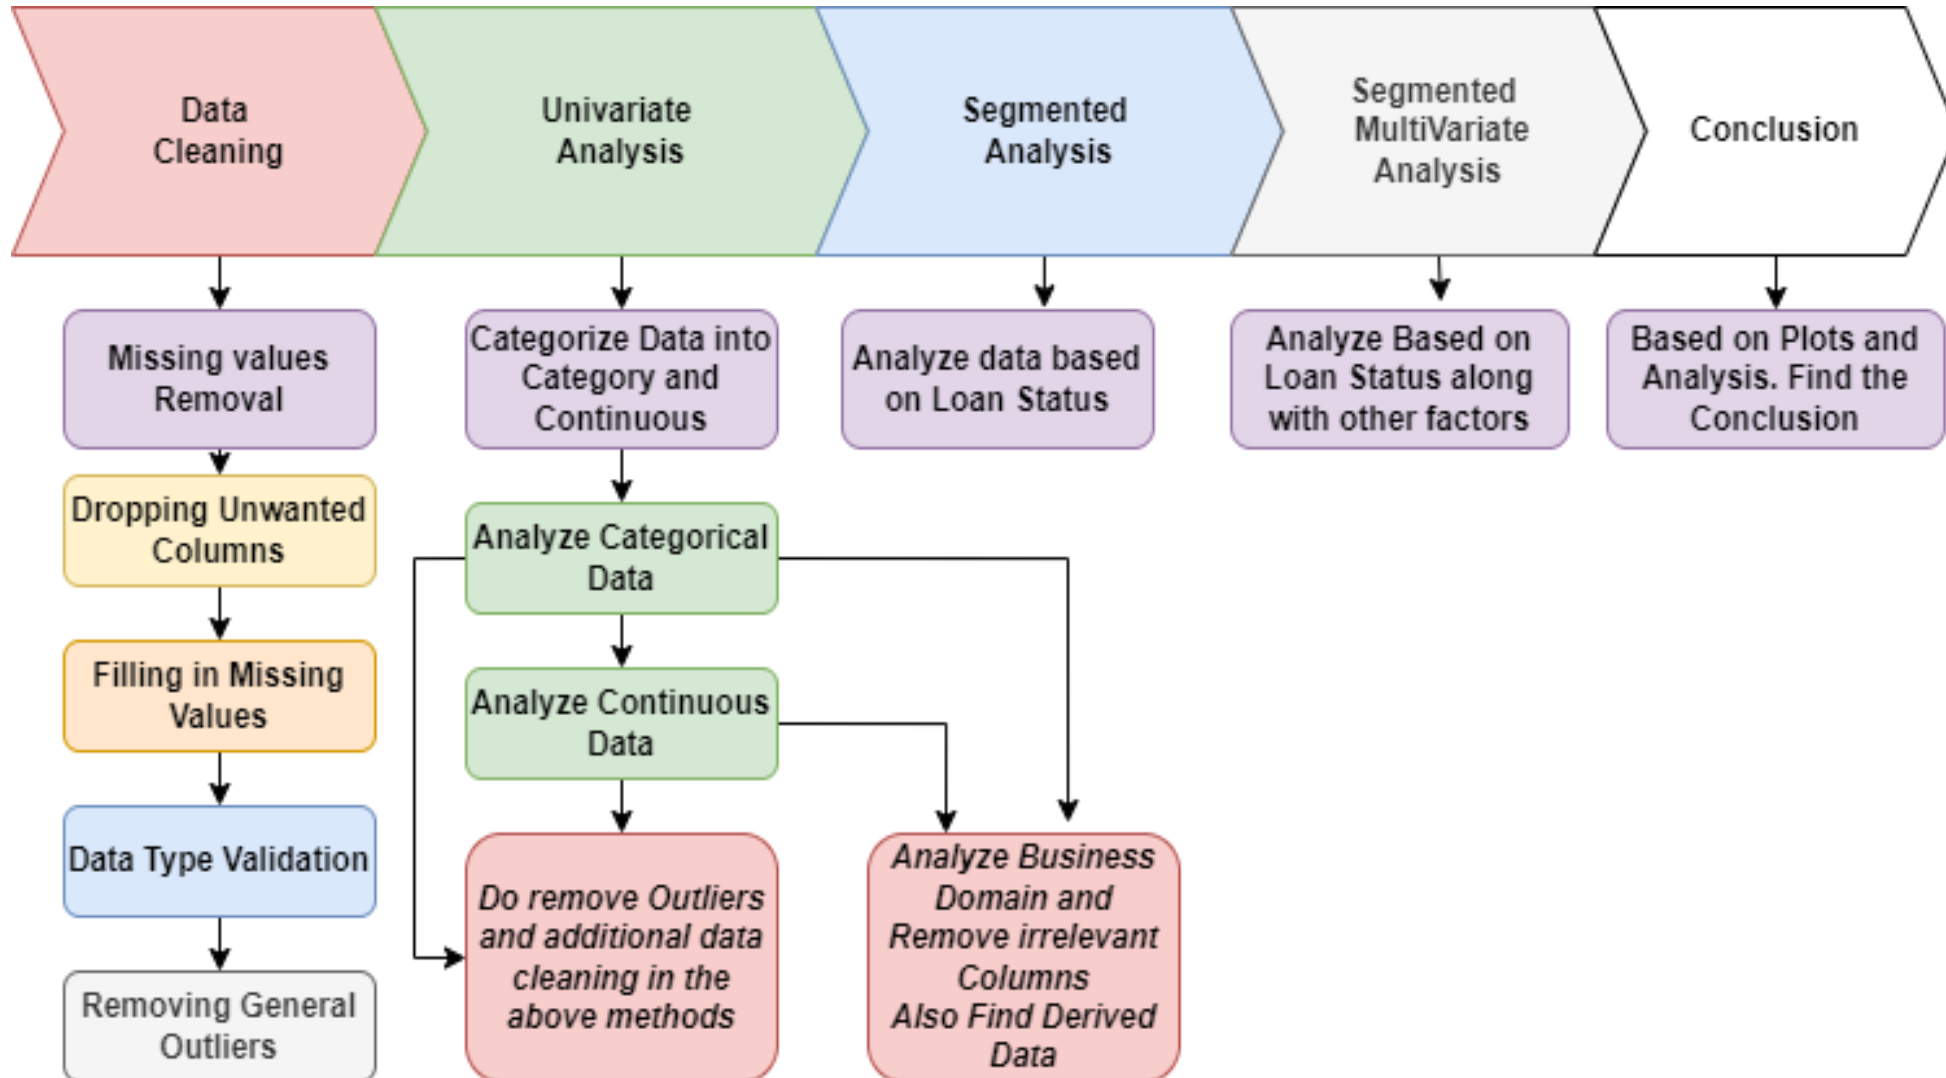 Data
Cleaning
Univariate
Analysis
Segmented
Analysis
Segmented
MultiVariate
Analysis
Conclusion
Missing values
Removal
Dropping Unwanted
Columns
Filling in Missing
Values
Data Type Validation
Removing General
Outliers
Categorize Data into
Category and
Continuous
Analyze Categorical
Data
Analyze Continuous
Data
Do remove Outliers
and additional data
cleaning in the
above methods
Analyze Business
Domain and
Remove irrelevant
Columns
Also Find Derived
Data
Analyze data based
on Loan Status
Analyze Based on
Loan Status along
with other factors
Based on Plots and
Analysis. Find the
Conclusion